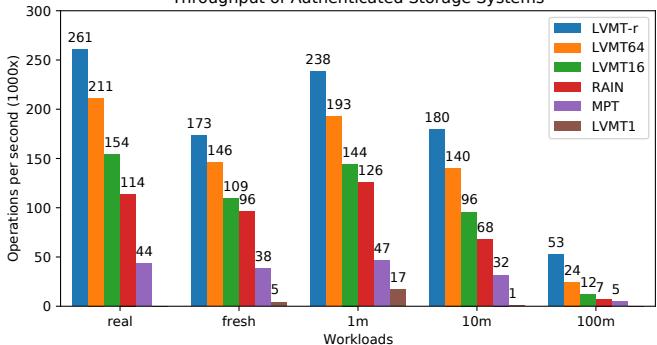 Throughput of Authenticated Storage Systems
Operations per second (1000x)
300
250
200
150
100
50
0
261
211
154
114
44
173
146
109
96
38
5
238
193
144
126
47
17
180
140
96
68
32
1
53
24
12
7
5
LVMT-r
LVMT64
LVMT16
RAIN
MPT
LVMT1
real
fresh
1m
10m
100m
Workloads